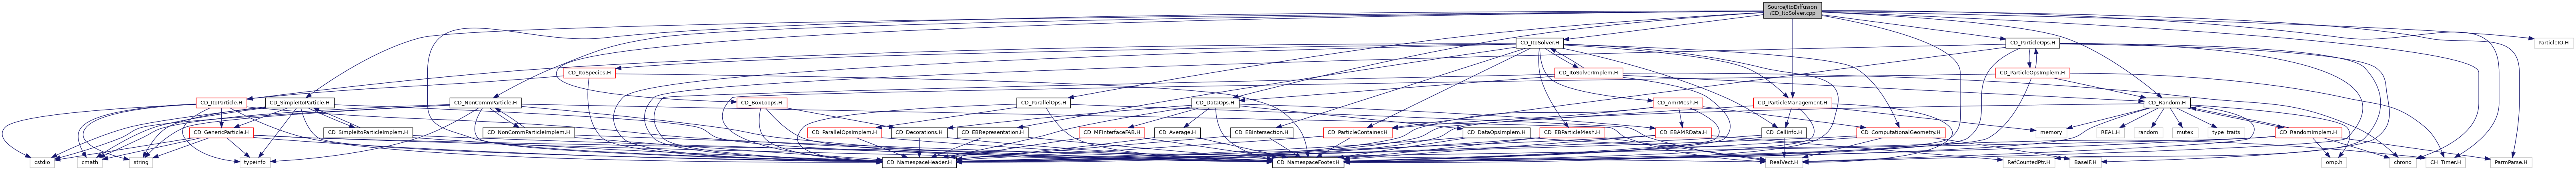 Source/ItoDiffusion
/CD_ItoSolver.cpp
CD_ItoSolver.H
CD_ParticleOps.H
ParticleIO.H
CD_ItoSpecies.H
CD_ItoSolverImplem.H
CD_ParticleOpsImplem.H
CD_ItoParticle.H
CD_SimpleItoParticle.H
CD_NonCommParticle.H
CD_BoxLoops.H
CD_ParallelOps.H
CD_DataOps.H
CD_AmrMesh.H
CD_ParticleManagement.H
CD_Random.H
CD_GenericParticle.H
CD_SimpleItoParticleImplem.H
CD_NonCommParticleImplem.H
CD_ParallelOpsImplem.H
CD_Decorations.H
CD_EBRepresentation.H
CD_MFInterfaceFAB.H
CD_Average.H
CD_EBIntersection.H
CD_ParticleContainer.H
CD_DataOpsImplem.H
CD_EBParticleMesh.H
CD_EBAMRData.H
CD_CellInfo.H
CD_ComputationalGeometry.H
memory
REAL.H
random
mutex
type_traits
CD_RandomImplem.H
cstdio
cmath
string
typeinfo
CD_NamespaceHeader.H
CD_NamespaceFooter.H
RealVect.H
RefCountedPtr.H
BaseIF.H
omp.h
chrono
CH_Timer.H
ParmParse.H